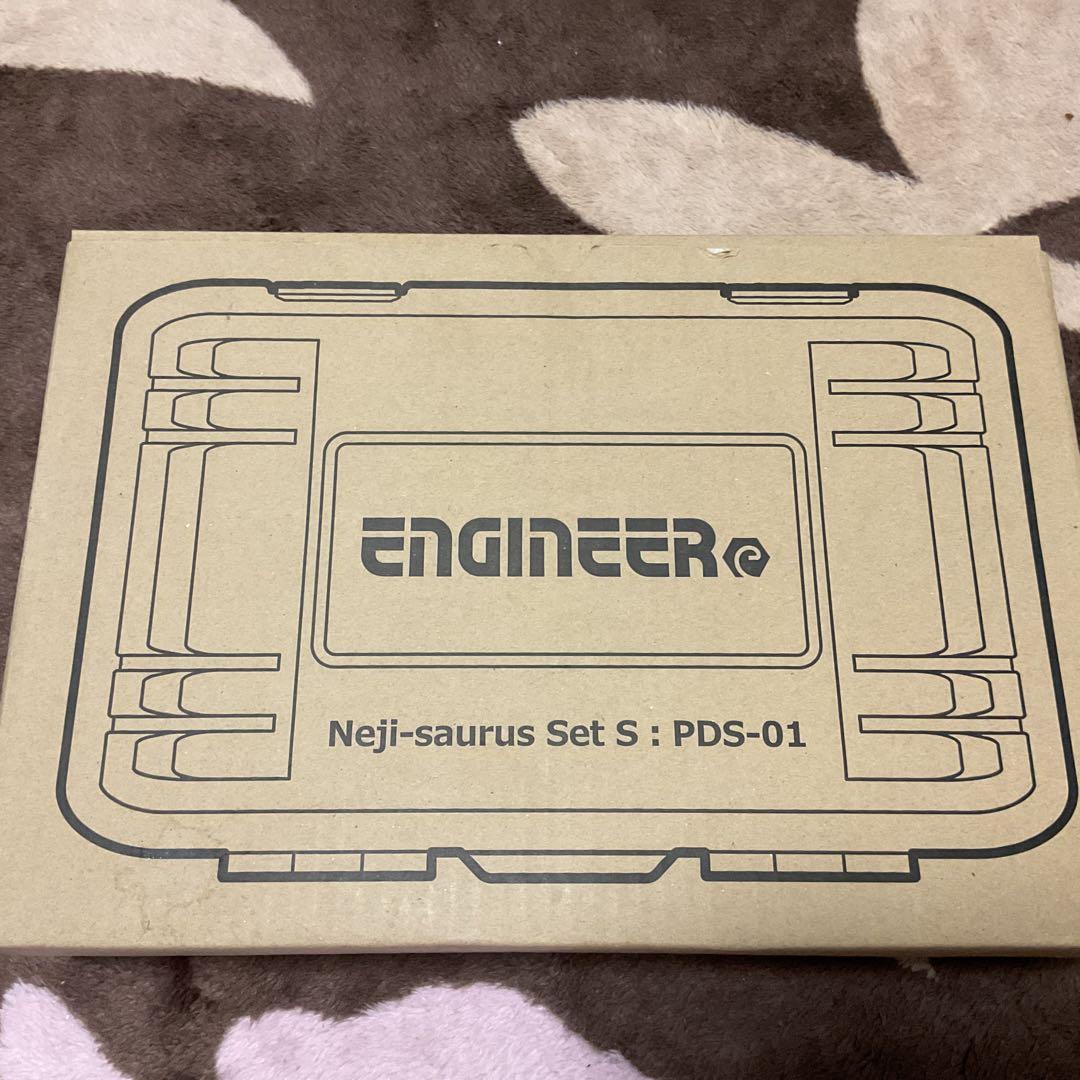 ENGINEER
Neji-saurus Set S : PDS-01